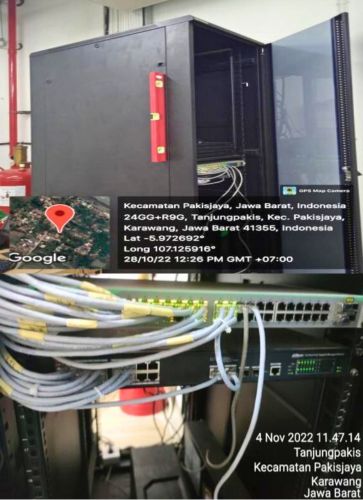 GPS Map Camera
Kecamatan Pakisjaya, Jawa Barat, Indonesia
24GG+R9G, Tanjungpakis, Kec. Pakisjaya,
Karawang, Jawa Barat 41355, Indonesia
Lat -5.972692°
Long 107.125916°
28/10/22 12:26 PM GMT +07:00
Google
4 Nov 2022 11.47.14
Tanjungpakis
Kecamatan Pakisjaya
Karawang
Jawa Barat